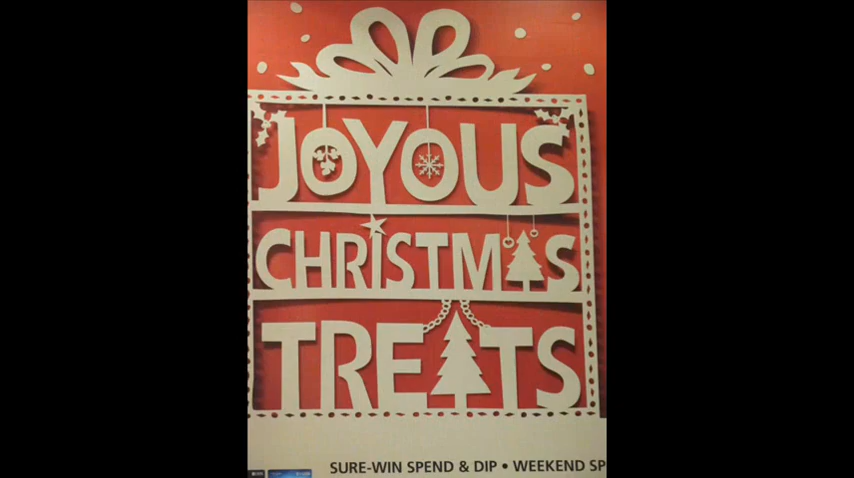 JOYOUS
CHRISTMAS
TREATS
SURE-WIN SPEND & DIP • WEEKEND SP